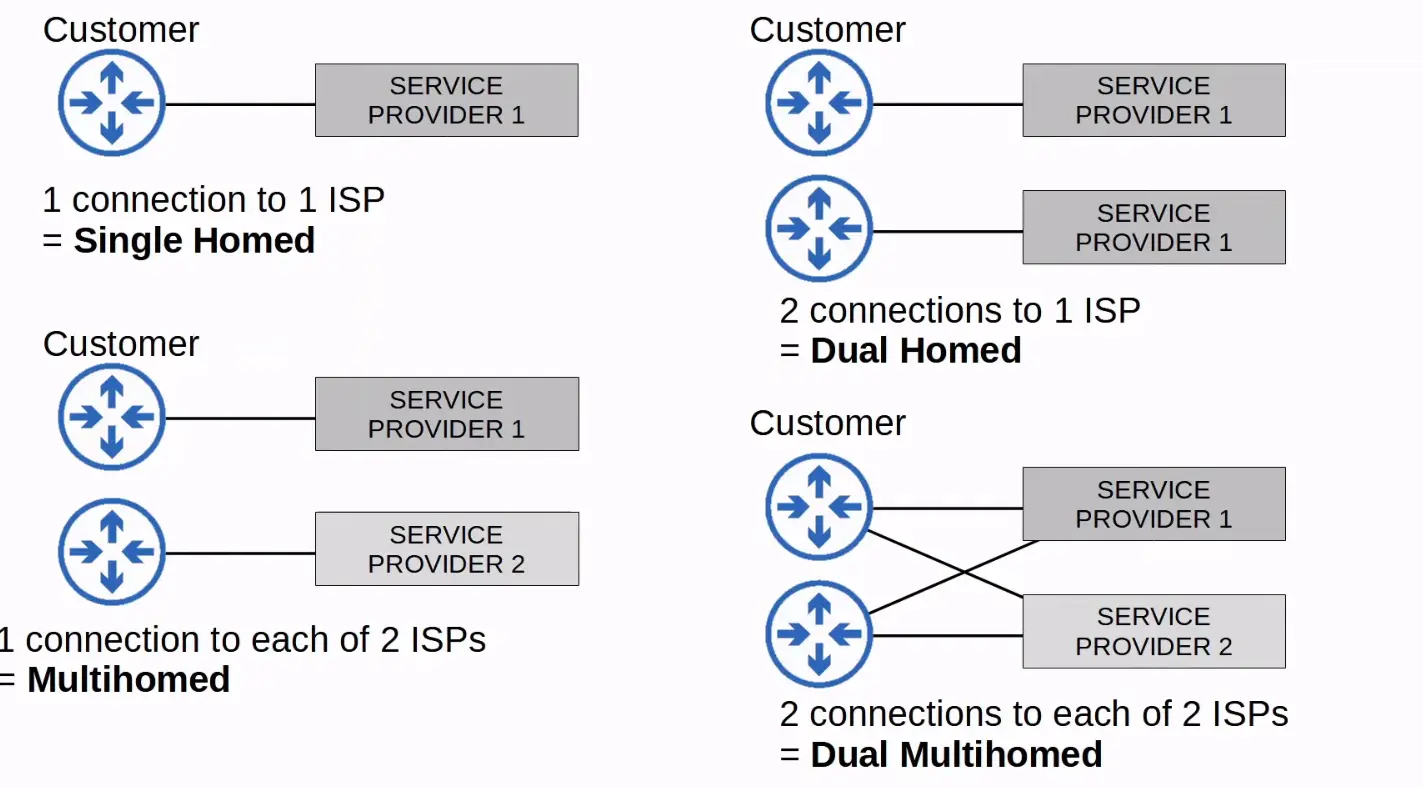 Customer
SERVICE
PROVIDER 1
1 connection to 1 ISP
= Single Homed
Customer
SERVICE
PROVIDER 1
SERVICE
PROVIDER 1
2 connections to 1 ISP
= Dual Homed
Customer
SERVICE
PROVIDER 1
SERVICE
PROVIDER 2
1 connection to each of 2 ISPs
= Multihomed
Customer
SERVICE
PROVIDER 1
SERVICE
PROVIDER 2
2 connections to each of 2 ISPs
= Dual Multihomed